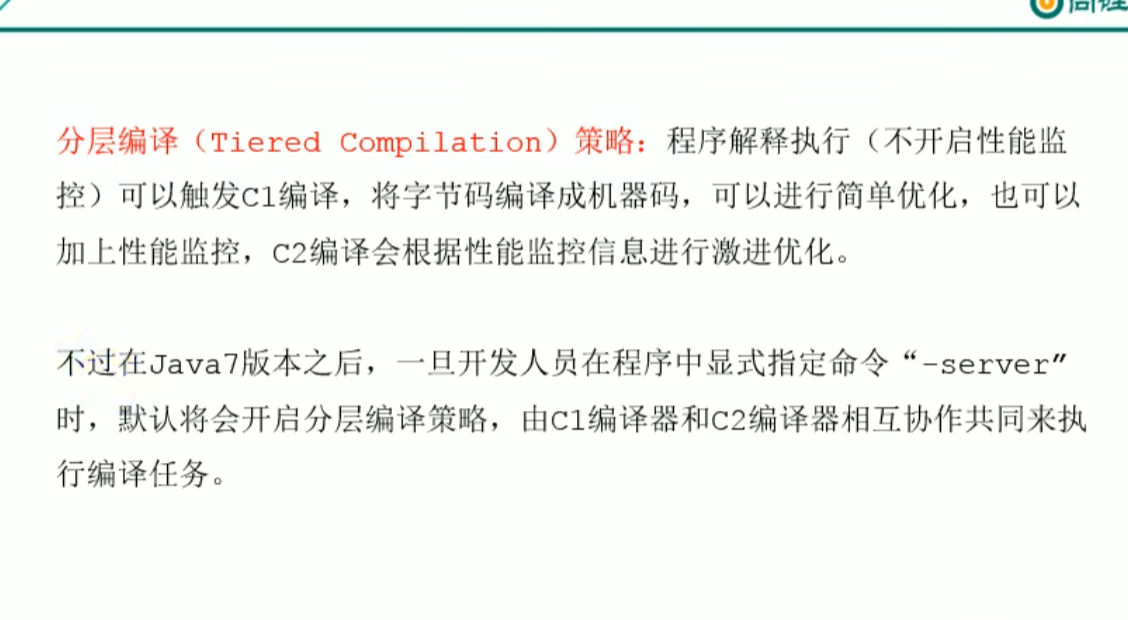 分层编译（Tiered Compilation）策略：程序解释执行（不开启性能监
控）可以触发C1编译，将字节码编译成机器码，可以进行简单优化，也可以
加上性能监控，C2编译会根据性能监控信息进行激进优化。
不过在Java7版本之后，一旦开发人员在程序中显式指定命令“-server”
时，默认将会开启分层编译策略，由C1编译器和C2编译器相互协作共同来执
行编译任务。